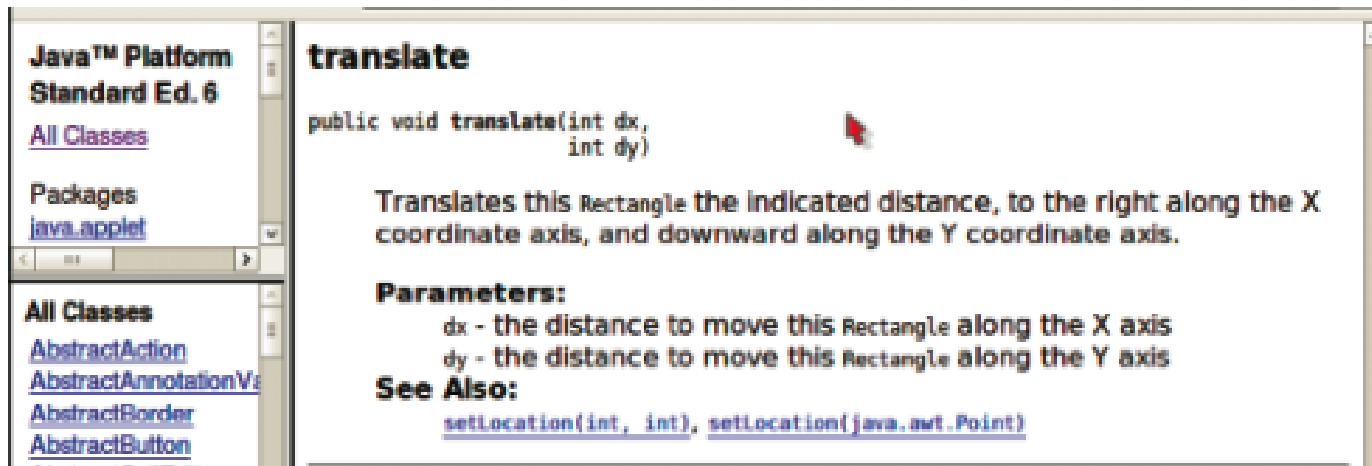 Java™ Platform
Standard Ed. 6
All Classes
Packages
java.applet
All Classes
AbstractAction
AbstractAnnotationVa
AbstractBorder
AbstractButton
translate
public void translate(int dx,
int dy)
Translates this Rectangle the indicated distance, to the right along the X
coordinate axis, and downward along the Y coordinate axis.
Parameters:
dx - the distance to move this Rectangle along the X axis
dy - the distance to move this Rectangle along the Y axis
See Also:
setLocation(int, int), setLocation(java.awt.Point)